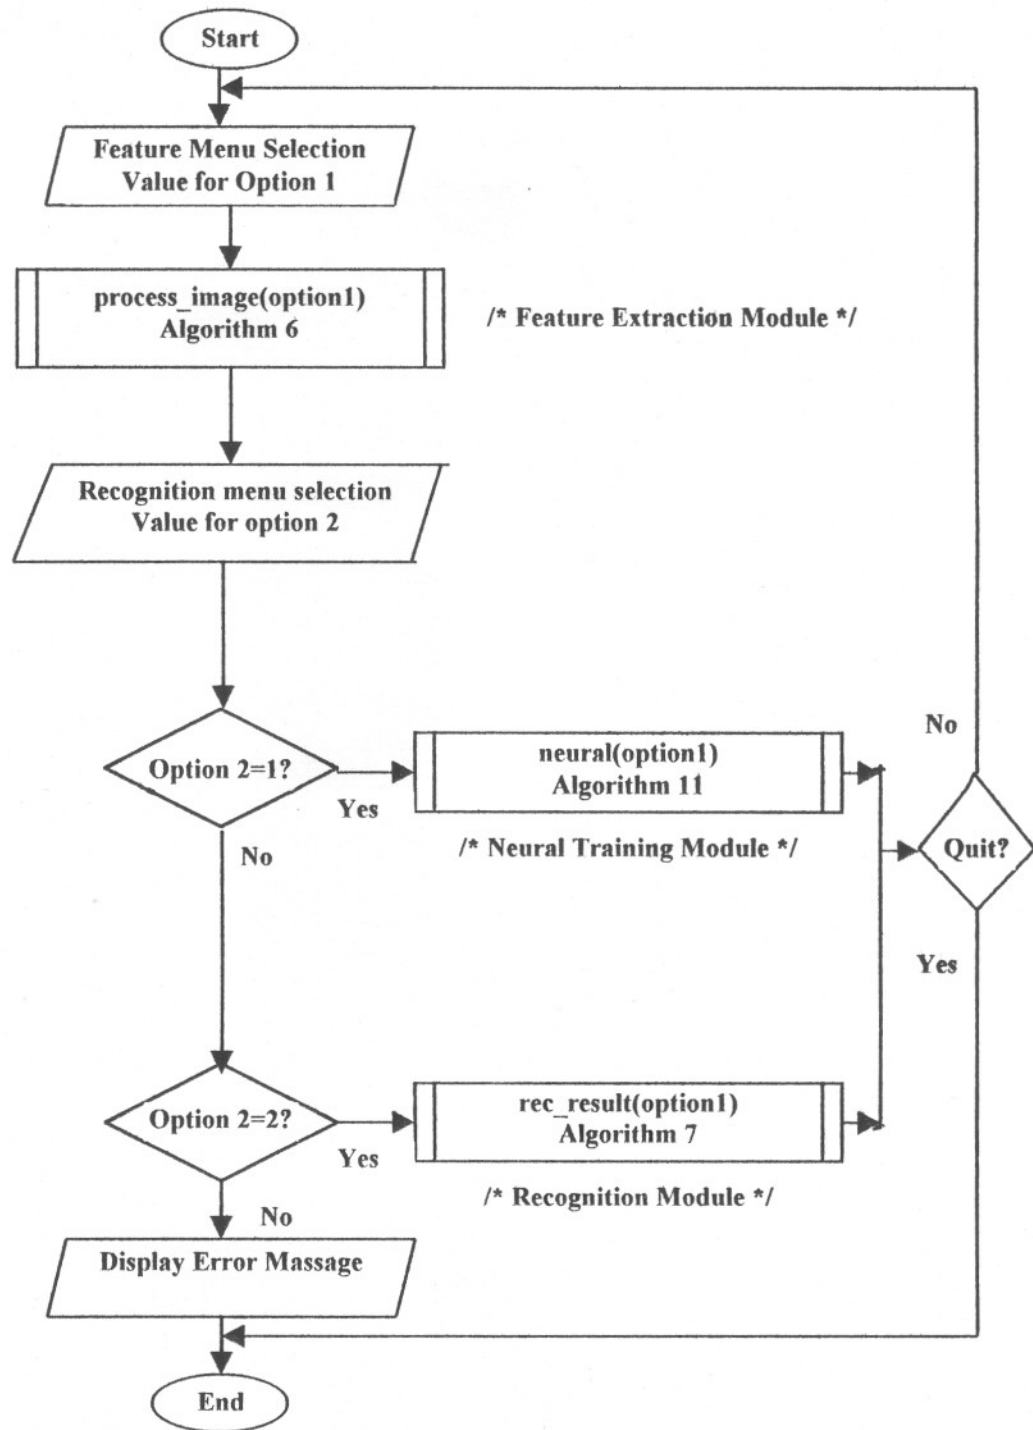 Start
Feature Menu Selection
Value for Option 1
process_image(option1)
Algorithm 6
/* Feature Extraction Module */
Recognition menu selection
Value for option 2
Option 2=1?
Yes
No
neural(option1)
Algorithm 11
/* Neural Training Module */
No
Quit?
Yes
Option 2=2?
Yes
No
rec_result(option1)
Algorithm 7
/* Recognition Module */
Display Error Massage
End